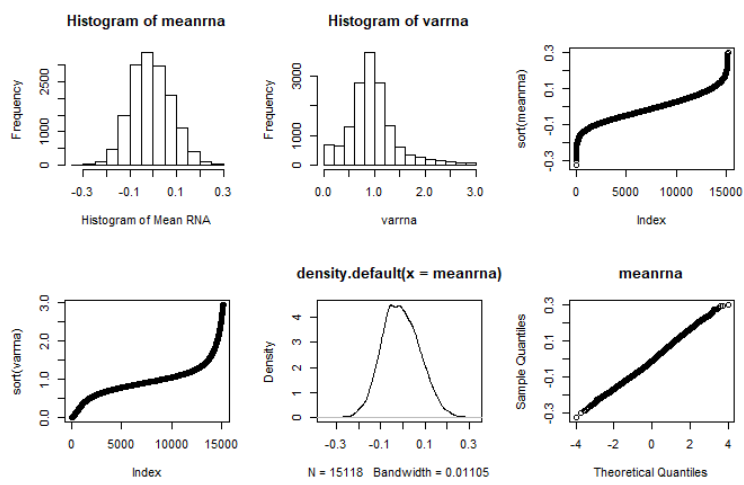 Histogram of meanrna
Frequency
0 1000 2500
-0.3 -0.1 0.1 0.3
Histogram of Mean RNA
Histogram of varrna
Frequency
0 1000 3000
0.0 1.0 2.0 3.0
varrna
sort(meanrna)
-0.3 -0.1 0.1 0.3
0 5000 10000 15000
Index
sort(varrna)
0.0 1.0 2.0 3.0
0 5000 10000 15000
Index
density.default(x = meanrna)
Density
0 1 2 3 4
-0.3 -0.1 0.1 0.3
N = 15118 Bandwidth = 0.01105
meanrna
Sample Quantiles
-0.3 -0.1 0.1 0.3
-4 -2 0 2 4
Theoretical Quantiles